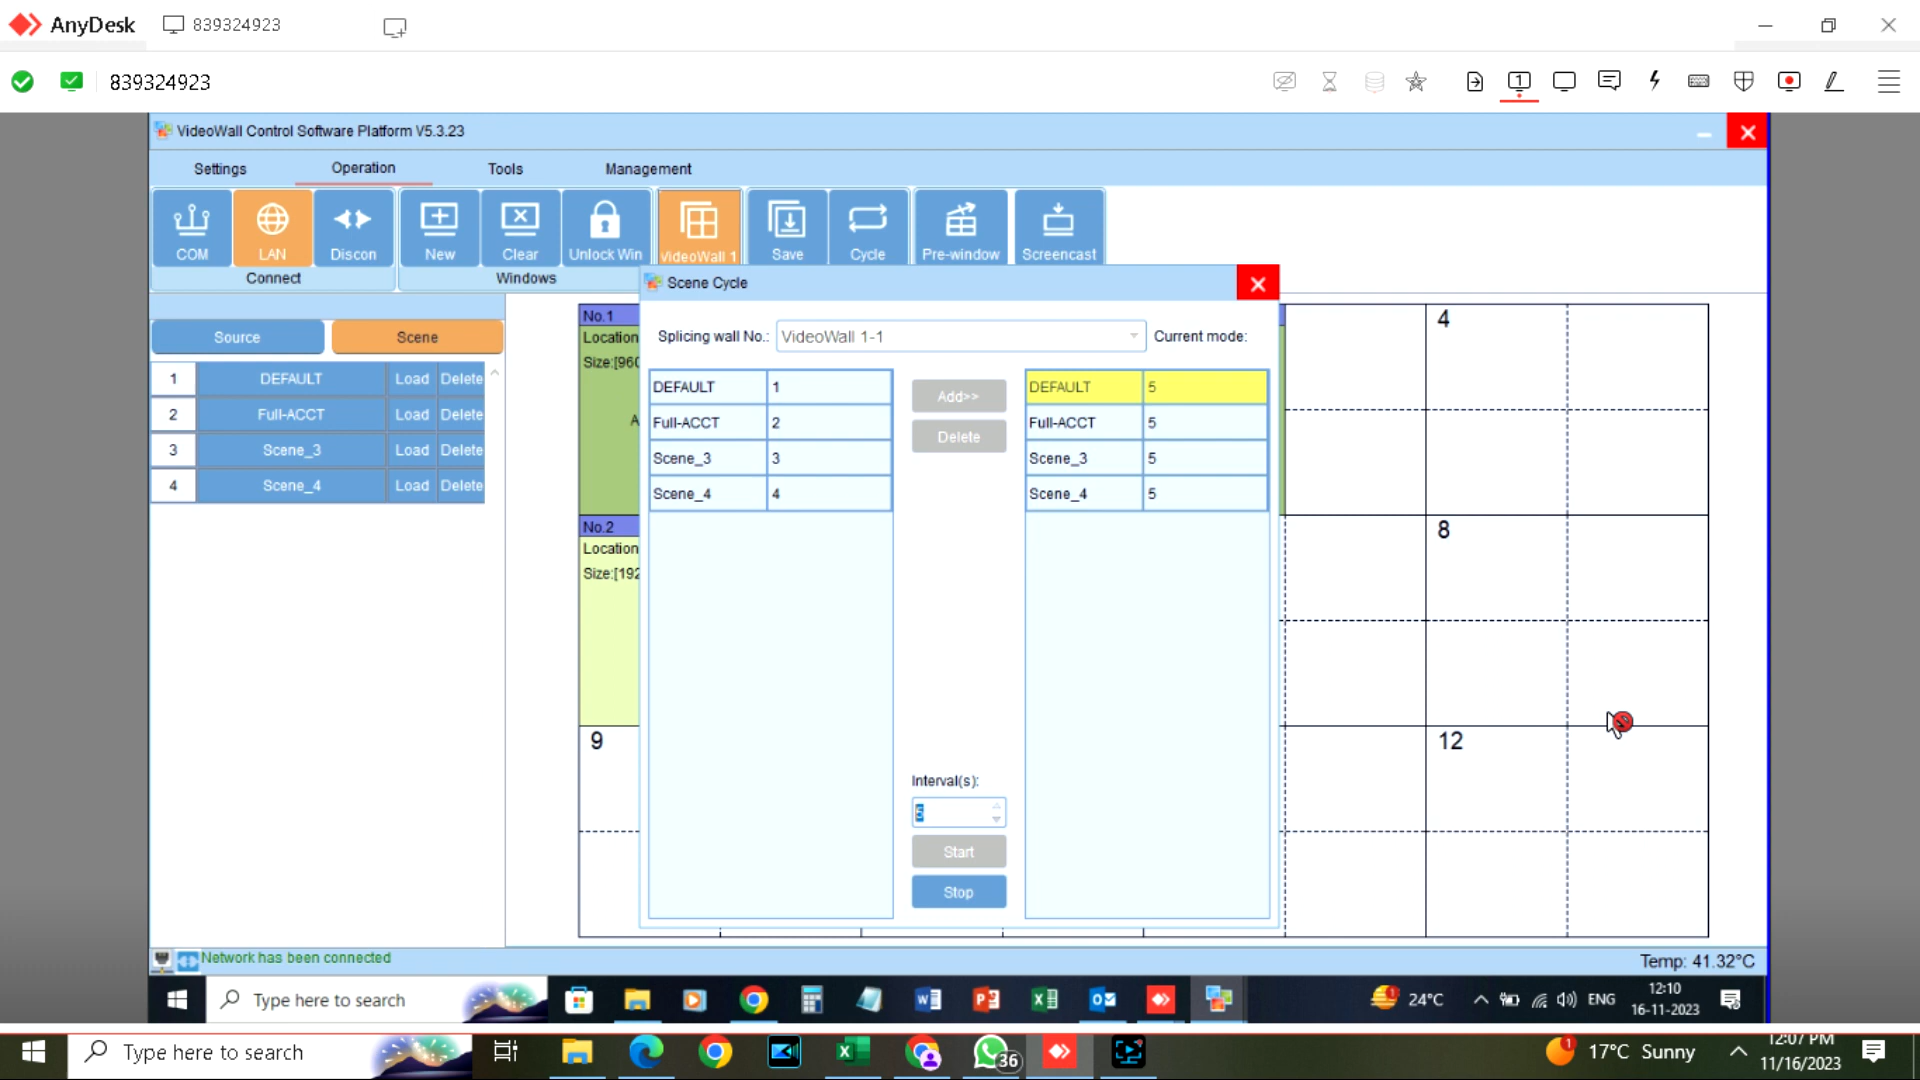 AnyDesk
839324923
839324923
VideoWall Control Software Platform V5.3.23
Settings
Operation
Tools
Management
COM
LAN
Discon
New
Clear
Unlock Win
VideoWall 1
Save
Cycle
Pre-window
Screencast
Connect
Windows
Source
Scene
1 DEFAULT Load Delete
2 Full-ACCT Load Delete
3 Scene_3 Load Delete
4 Scene_4 Load Delete
No.1
Location
Size:[960
A
No.2
Location
Size:[192
9
4
8
12
Scene Cycle
Splicing wall No.: VideoWall 1-1 Current mode:
DEFAULT 1
Full-ACCT 2
Scene_3 3
Scene_4 4
Add>>
Delete
DEFAULT 5
Full-ACCT 5
Scene_3 5
Scene_4 5
Interval(s):
5
Start
Stop
Network has been connected
Temp: 41.32°C
Type here to search
24°C
ENG
12:10
16-11-2023
Type here to search
36
17°C Sunny
12:07 PM
11/16/2023